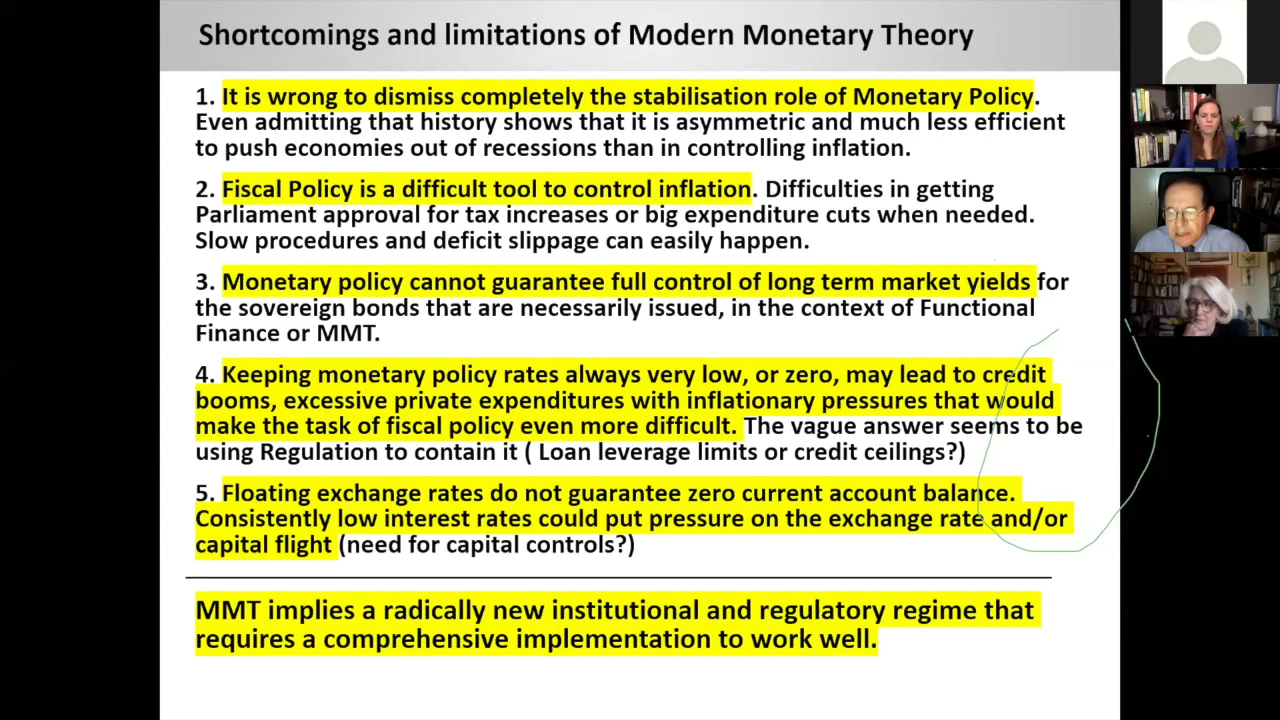 Shortcomings and limitations of Modern Monetary Theory
1. It is wrong to dismiss completely the stabilisation role of Monetary Policy.
Even admitting that history shows that it is asymmetric and much less efficient
to push economies out of recessions than in controlling inflation.
2. Fiscal Policy is a difficult tool to control inflation. Difficulties in getting
Parliament approval for tax increases or big expenditure cuts when needed.
Slow procedures and deficit slippage can easily happen.
3. Monetary policy cannot guarantee full control of long term market yields for
the sovereign bonds that are necessarily issued, in the context of Functional
Finance or MMT.
4. Keeping monetary policy rates always very low, or zero, may lead to credit
booms, excessive private expenditures with inflationary pressures that would
make the task of fiscal policy even more difficult. The vague answer seems to be
using Regulation to contain it ( Loan leverage limits or credit ceilings?)
5. Floating exchange rates do not guarantee zero current account balance.
Consistently low interest rates could put pressure on the exchange rate and/or
capital flight (need for capital controls?)
MMT implies a radically new institutional and regulatory regime that
requires a comprehensive implementation to work well.